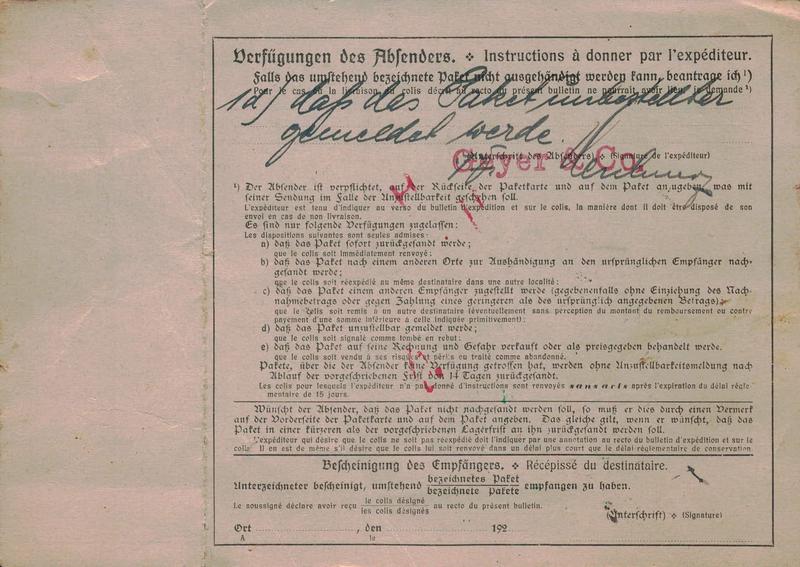 Verfügungen des Absenders. ✢ Instructions à donner par l'expéditeur.
Falls das umstehend bezeichnete Paket nicht ausgehändigt werden kann, beantrage ich¹)
Pour le cas où la livraison du colis décrit au recto du présent bulletin ne pourrait avoir lieu, je demande ¹)
1d) daß das Paket unbestellbar
gemeldet werde.
(Unterschrift des Absenders) ✢ (Signature de l'expéditeur)
Geyer & Co.
¹) Der Absender ist verpflichtet, auf der Rückseite der Paketkarte und auf dem Paket anzugeben, was mit
seiner Sendung im Falle der Unzustellbarkeit geschehen soll.
L'expéditeur est tenu d'indiquer au verso du bulletin d'expédition et sur le colis, la manière dont il doit être disposé de son
envoi en cas de non livraison.
Es sind nur folgende Verfügungen zugelassen:
Les dispositions suivantes sont seules admises:
a) daß das Paket sofort zurückgesandt werde;
que le colis soit immédiatement renvoyé;
b) daß das Paket nach einem anderen Orte zur Aushändigung an den ursprünglichen Empfänger nach-
gesandt werde;
que le colis soit réexpédié au même destinataire dans une autre localité;
c) daß das Paket einem anderen Empfänger zugestellt werde (gegebenenfalls ohne Einziehung des Nach-
nahmebetrags oder gegen Zahlung eines geringeren als des ursprünglich angegebenen Betrags);
que le colis soit remis à un autre destinataire (éventuellement sans perception du montant du remboursement ou contre
payement d'une somme inférieure à celle indiquée primitivement);
d) daß das Paket unzustellbar gemeldet werde;
que le colis soit signalé comme tombé en rebut;
e) daß das Paket auf seine Rechnung und Gefahr verkauft oder als preisgegeben behandelt werde.
que le colis soit vendu à ses risques et périls ou traité comme abandonné.
Pakete, über die der Absender keine Verfügung getroffen hat, werden ohne Unzustellbarkeitsmeldung nach
Ablauf der vorgeschriebenen Frist von 14 Tagen zurückgesandt.
Les colis pour lesquels l'expéditeur n'a pas donné d'instructions sont renvoyés sans avis après l'expiration du délai régle-
mentaire de 15 jours.
Wünscht der Absender, daß das Paket nicht nachgesandt werden soll, so muß er dies durch einen Vermerk
auf der Vorderseite der Paketkarte und auf dem Paket angeben. Das gleiche gilt, wenn er wünscht, daß das
Paket in einer kürzeren als der vorgeschriebenen Lagerfrist an ihn zurückgesandt werden soll.
L'expéditeur qui désire que le colis ne soit pas réexpédié doit l'indiquer par une annotation au recto du bulletin d'expédition et sur le
colis. Il en est de même s'il désire que le colis lui soit renvoyé dans un délai plus court que le délai réglementaire de conservation.
Bescheinigung des Empfängers. ✢ Récépissé du destinataire.
Unterzeichneter bescheinigt, umstehend bezeichnetes Paket / bezeichnete Pakete empfangen zu haben.
Le soussigné déclare avoir reçu le colis désigné / les colis désignés au recto du présent bulletin.
(Unterschrift) ✢ (Signature)
Ort, den 192
A le